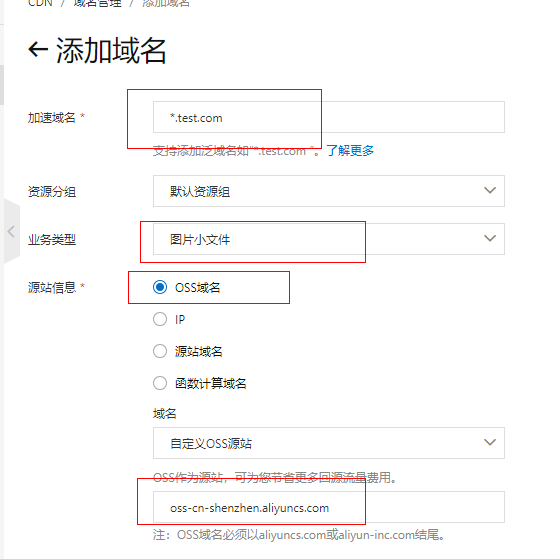 CDN / 域名管理 / 添加域名
← 添加域名
加速域名 *
*.test.com
支持添加泛域名如"*.test.com "。了解更多
资源分组
默认资源组
业务类型
图片小文件
源站信息 *
OSS域名
IP
源站域名
函数计算域名
域名
自定义OSS源站
OSS作为源站，可为您节省更多回源流量费用。
oss-cn-shenzhen.aliyuncs.com
注：OSS域名必须以aliyuncs.com或aliyun-inc.com结尾。